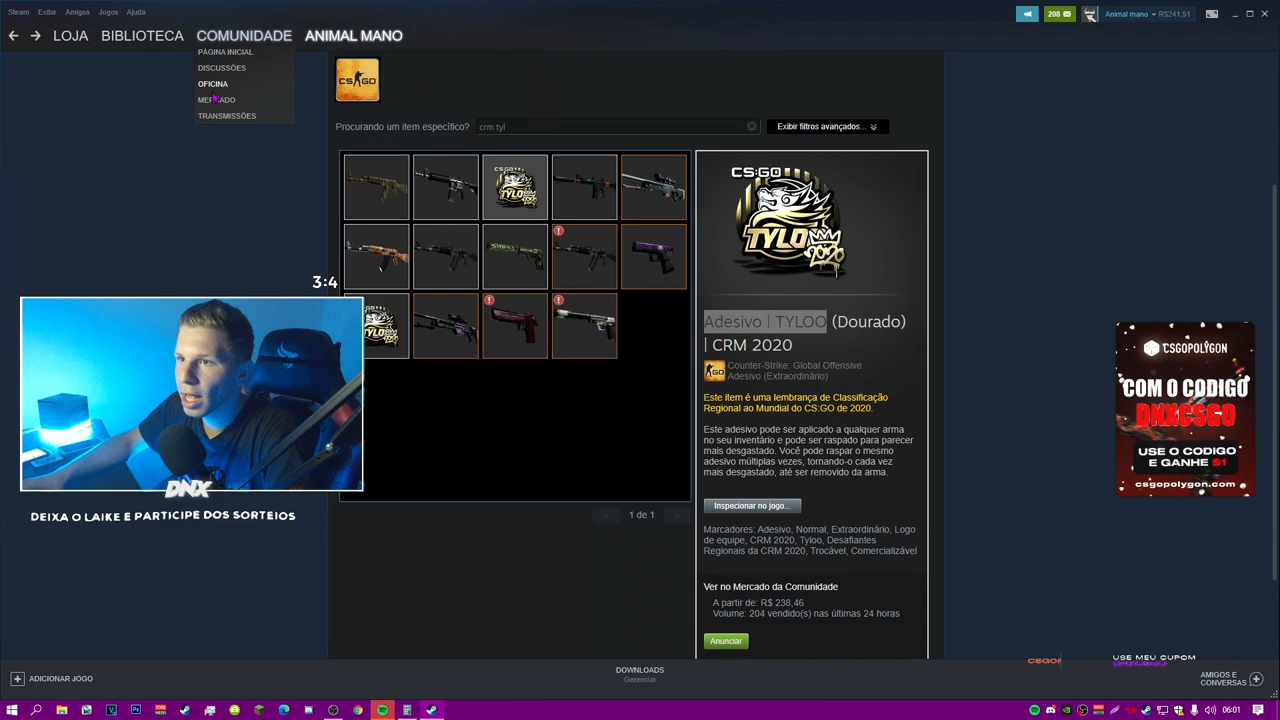 Steam Exibir Amigos Jogos Ajuda
208 Animal mano R$241,51
LOJA BIBLIOTECA COMUNIDADE ANIMAL MANO
PÁGINA INICIAL
DISCUSSÕES
OFICINA
MERCADO
TRANSMISSÕES
CS GO
Procurando um item específico? crm tyl Exibir filtros avançados...
CS:GO
TYLOO
2020
3:4
Adesivo | TYLOO (Dourado)
| CRM 2020
Counter-Strike: Global Offensive
Adesivo (Extraordinário)
Este item é uma lembrança de Classificação
Regional ao Mundial do CS:GO de 2020.
Este adesivo pode ser aplicado a qualquer arma
no seu inventário e pode ser raspado para parecer
mais desgastado. Você pode raspar o mesmo
adesivo múltiplas vezes, tornando-o cada vez
mais desgastado, até ser removido da arma.
Inspecionar no jogo...
Marcadores: Adesivo, Normal, Extraordinário, Logo
de equipe, CRM 2020, Tyloo, Desafiantes
Regionais da CRM 2020, Trocável, Comercializável
Ver no Mercado da Comunidade
A partir de: R$ 238,46
Volume: 204 vendido(s) nas últimas 24 horas
Anunciar
< 1 de 1 >
DNX
DEIXA O LAIKE E PARTICIPE DOS SORTEIOS
CSGOPOLYGON
COM O CODIGO
DNXCSGO
USE O CODIGO
E GANHE $1
csgopolygon.com
USE MEU CUPOM
ADICIONAR JOGO
DOWNLOADS
Gerenciar
AMIGOS E
CONVERSAS
06:01